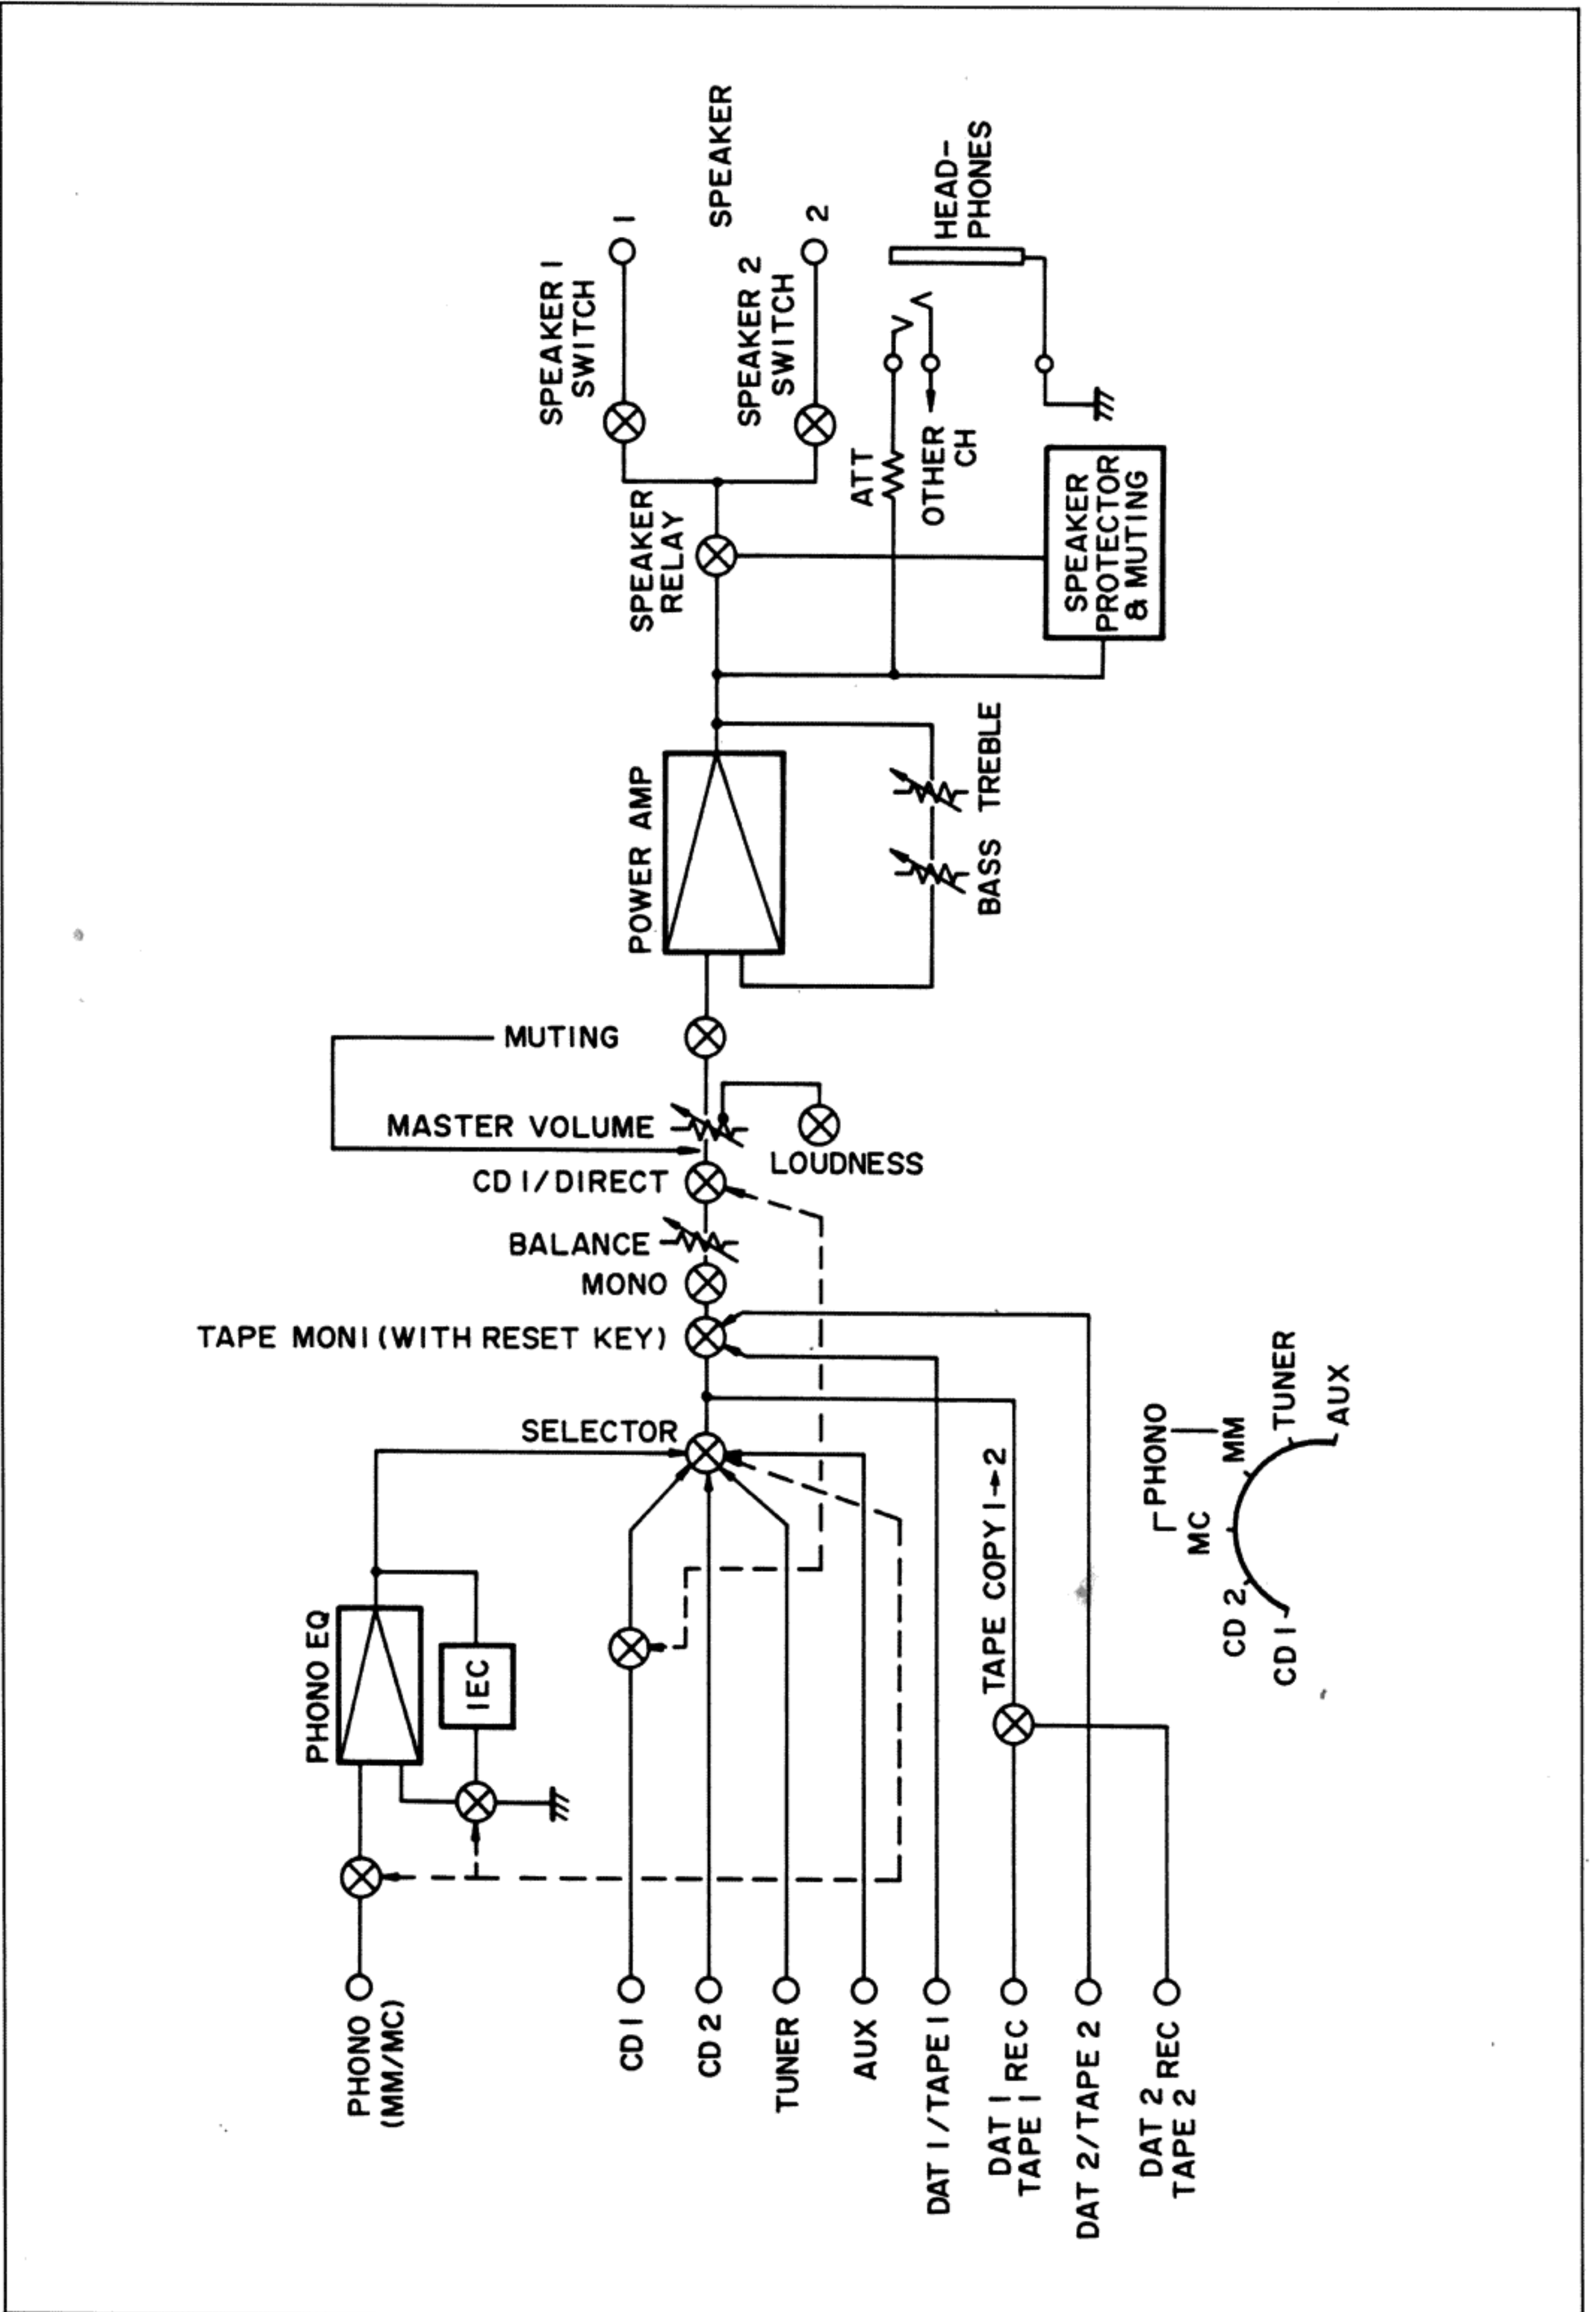 PHONO
(MM/MC)
PHONO EQ
IEC
CD 1
CD 2
TUNER
AUX
DAT 1/TAPE 1
DAT 1
TAPE 1 REC
DAT 2/TAPE 2
DAT 2
TAPE 2 REC
TAPE COPY 1→2
SELECTOR
TAPE MONI (WITH RESET KEY)
MONO
BALANCE
CD 1/DIRECT
MASTER VOLUME
LOUDNESS
MUTING
POWER AMP
BASS TREBLE
SPEAKER
RELAY
SPEAKER
PROTECTOR
& MUTING
SPEAKER 1
SWITCH
SPEAKER 2
SWITCH
1
SPEAKER
2
ATT
OTHER
CH
HEAD-
PHONES
PHONO
MC
MM
CD 1
CD 2
TUNER
AUX